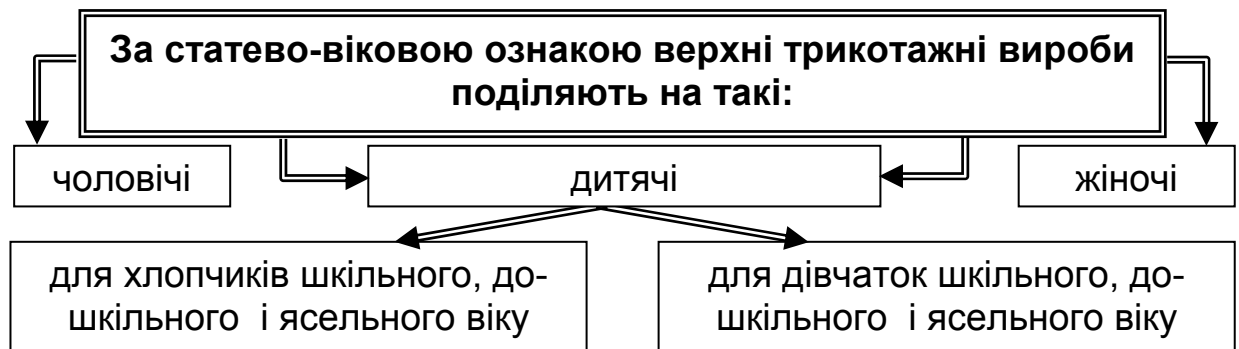 За статево-віковою ознакою верхні трикотажні вироби
поділяють на такі:
чоловічі
дитячі
жіночі
для хлопчиків шкільного, до-
шкільного і ясельного віку
для дівчаток шкільного, до-
шкільного і ясельного віку